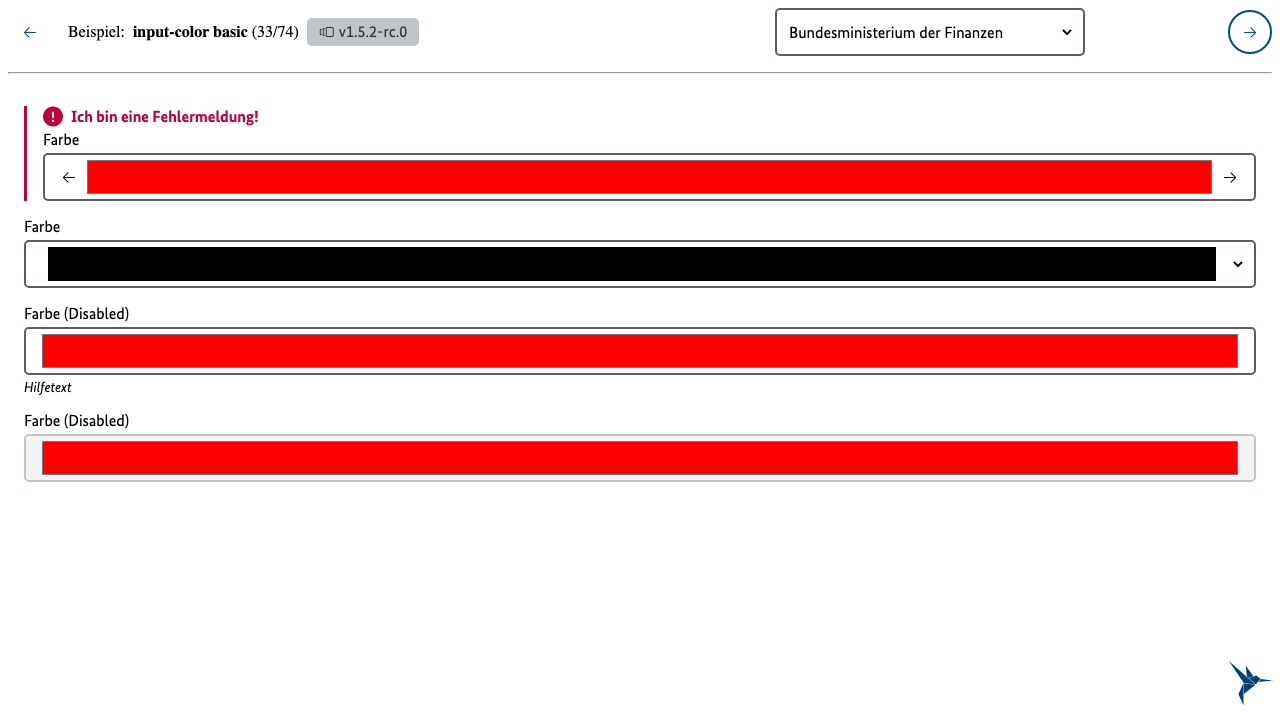 Beispiel: input-color basic (33/74) v1.5.2-rc.0 Bundesministerium der Finanzen
Ich bin eine Fehlermeldung!
Farbe
Farbe
Farbe (Disabled)
Hilfetext
Farbe (Disabled)